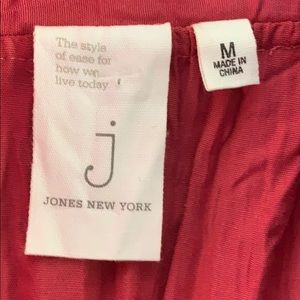 The style
of ease for
how we
live today
j
JONES NEW YORK
M
MADE IN
CHINA